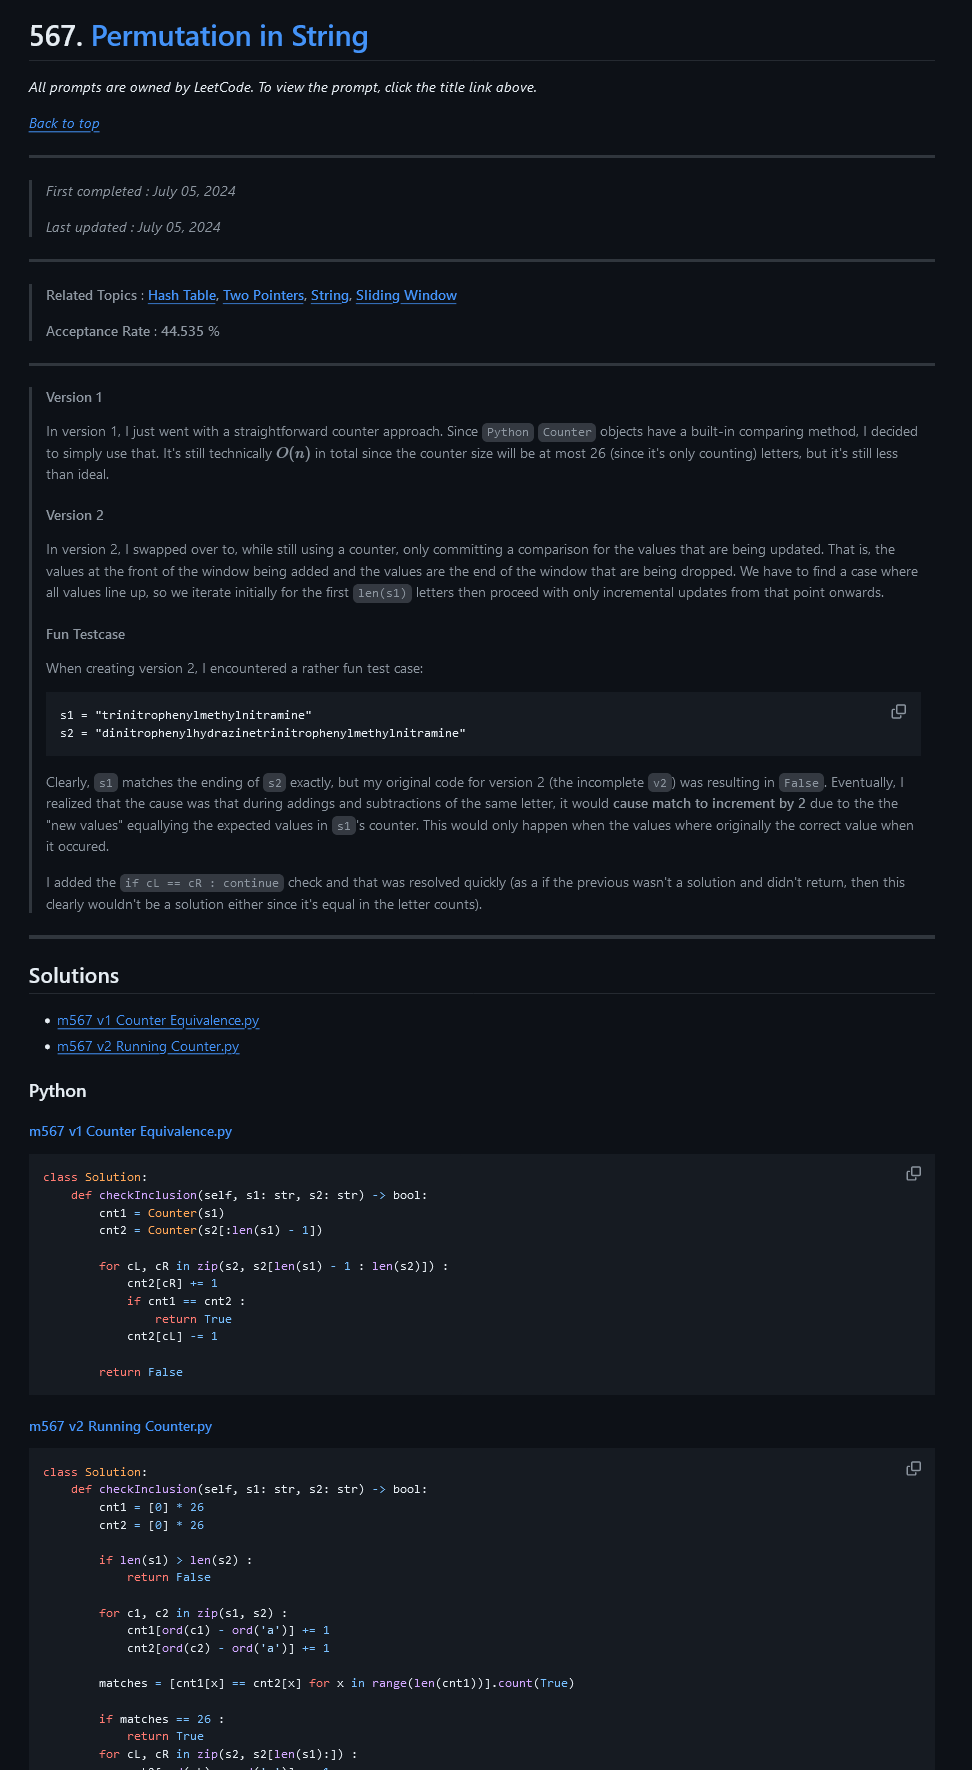 567. Permutation in String
All prompts are owned by LeetCode. To view the prompt, click the title link above.
Back to top
First completed : July 05, 2024
Last updated : July 05, 2024
Related Topics : Hash Table, Two Pointers, String, Sliding Window
Acceptance Rate : 44.535 %
Version 1
In version 1, I just went with a straightforward counter approach. Since Python Counter objects have a built-in comparing method, I decided
to simply use that. It's still technically O(n) in total since the counter size will be at most 26 (since it's only counting) letters, but it's still less
than ideal.
Version 2
In version 2, I swapped over to, while still using a counter, only committing a comparison for the values that are being updated. That is, the
values at the front of the window being added and the values are the end of the window that are being dropped. We have to find a case where
all values line up, so we iterate initially for the first len(s1) letters then proceed with only incremental updates from that point onwards.
Fun Testcase
When creating version 2, I encountered a rather fun test case:
s1 = "trinitrophenylmethylnitramine"
s2 = "dinitrophenylhydrazinetrinitrophenylmethylnitramine"
Clearly, s1 matches the ending of s2 exactly, but my original code for version 2 (the incomplete v2) was resulting in False. Eventually, I
realized that the cause was that during addings and subtractions of the same letter, it would cause match to increment by 2 due to the the
"new values" equallying the expected values in s1's counter. This would only happen when the values where originally the correct value when
it occured.
I added the if cL == cR : continue check and that was resolved quickly (as a if the previous wasn't a solution and didn't return, then this
clearly wouldn't be a solution either since it's equal in the letter counts).
Solutions
• m567 v1 Counter Equivalence.py
• m567 v2 Running Counter.py
Python
m567 v1 Counter Equivalence.py
class Solution:
    def checkInclusion(self, s1: str, s2: str) -> bool:
        cnt1 = Counter(s1)
        cnt2 = Counter(s2[:len(s1) - 1])
        for cL, cR in zip(s2, s2[len(s1) - 1 : len(s2)]) :
            cnt2[cR] += 1
            if cnt1 == cnt2 :
                return True
            cnt2[cL] -= 1
        return False
m567 v2 Running Counter.py
class Solution:
    def checkInclusion(self, s1: str, s2: str) -> bool:
        cnt1 = [0] * 26
        cnt2 = [0] * 26
        if len(s1) > len(s2) :
            return False
        for c1, c2 in zip(s1, s2) :
            cnt1[ord(c1) - ord('a')] += 1
            cnt2[ord(c2) - ord('a')] += 1
        matches = [cnt1[x] == cnt2[x] for x in range(len(cnt1))].count(True)
        if matches == 26 :
            return True
        for cL, cR in zip(s2, s2[len(s1):]) :